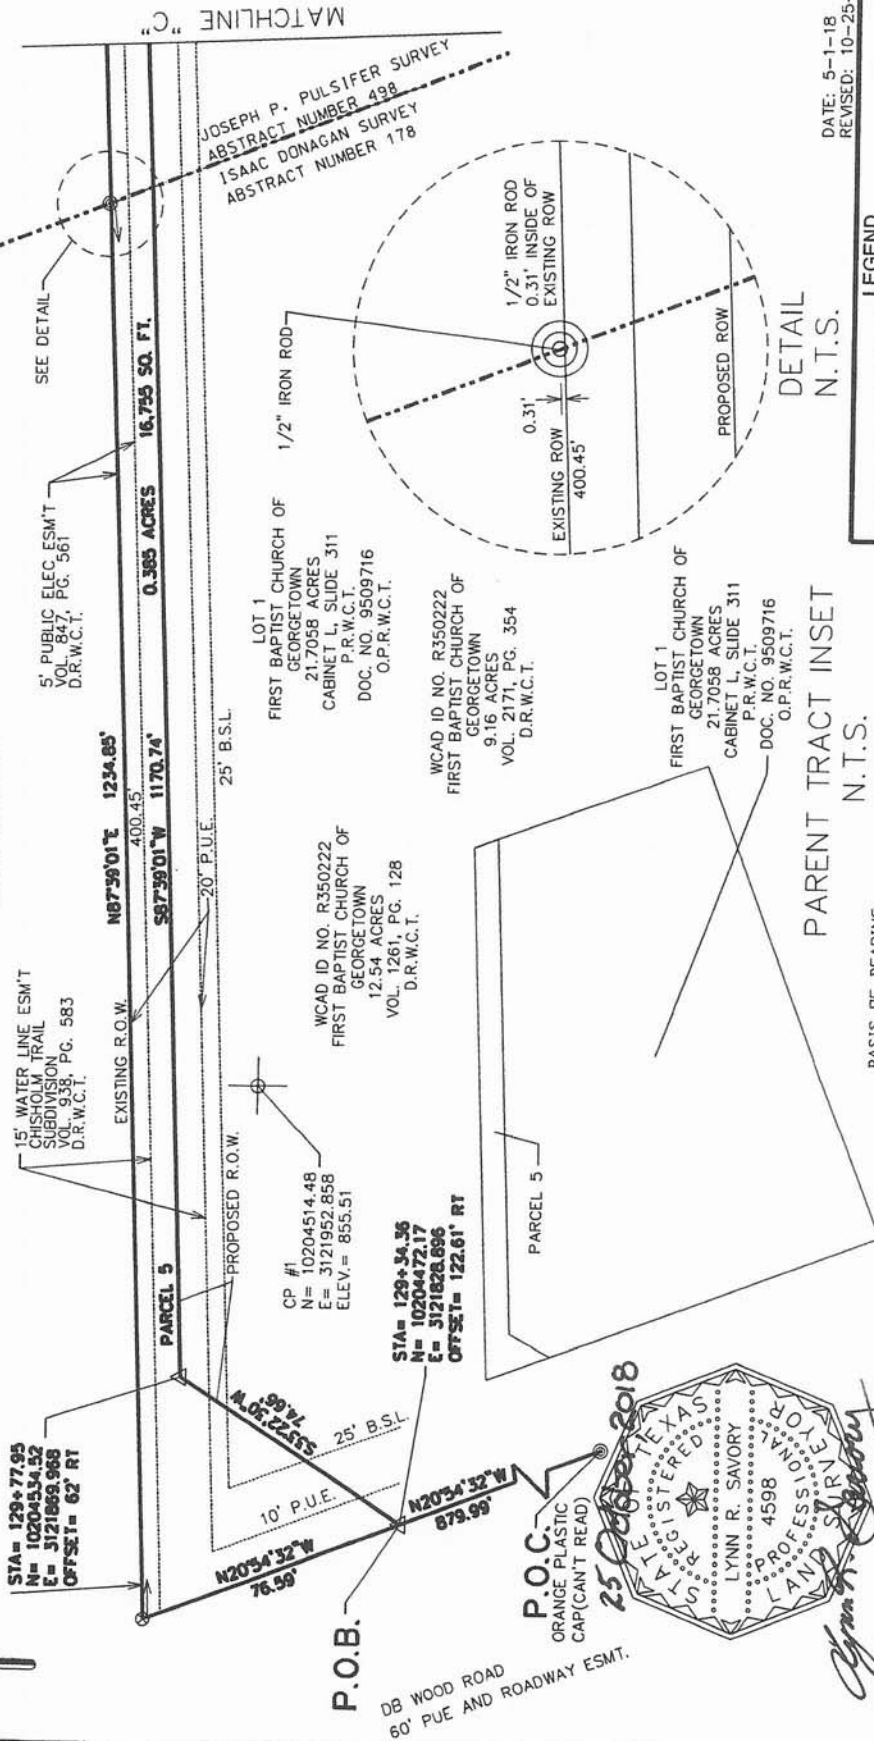 MATCHLINE "C"
JOSEPH P. PULSIFER SURVEY
ABSTRACT NUMBER 498
ISAAC DONAGAN SURVEY
ABSTRACT NUMBER 178
SEE DETAIL
5' PUBLIC ELEC ESM'T
VOL. 847, PG. 561
D.R.W.C.T.
0.385 ACRES 16,755 SQ. FT.
N87°39'01"E 1234.85'
400.45'
S87°39'01"W 1170.74'
20' P.U.E.
25' B.S.L.
15' WATER LINE ESM'T
CHISHOLM TRAIL
SUBDIVISION
VOL. 938, PG. 583
D.R.W.C.T.
EXISTING R.O.W.
PARCEL 5
PROPOSED R.O.W.
STA= 129+77.95
N= 10204534.52
E= 3121869.968
OFFSET= 62' RT
S35°22'30"W
74.66'
25' B.S.L.
10' P.U.E.
N20°54'32"W
76.59'
P.O.B.
STA= 129+34.36
N= 10204472.17
E= 3121828.896
OFFSET= 122.61' RT
N20°54'32"W
879.99'
P.O.C.
ORANGE PLASTIC
CAP(CAN'T READ)
DB WOOD ROAD
60' PUE AND ROADWAY ESMT.
CP #1
N= 10204514.48
E= 3121952.858
ELEV.= 855.51
WCAD ID NO. R350222
FIRST BAPTIST CHURCH OF
GEORGETOWN
12.54 ACRES
VOL. 1261, PG. 128
D.R.W.C.T.
LOT 1
FIRST BAPTIST CHURCH OF
GEORGETOWN
21.7058 ACRES
CABINET L, SLIDE 311
P.R.W.C.T.
DOC. NO. 9509716
O.P.R.W.C.T.
WCAD ID NO. R350222
FIRST BAPTIST CHURCH OF
GEORGETOWN
9.16 ACRES
VOL. 2171, PG. 354
D.R.W.C.T.
1/2" IRON ROD
1/2" IRON ROD
0.31' INSIDE OF
EXISTING ROW
0.31'
EXISTING ROW
400.45'
PROPOSED ROW
DETAIL
N.T.S.
LOT 1
FIRST BAPTIST CHURCH OF
GEORGETOWN
21.7058 ACRES
CABINET L, SLIDE 311
P.R.W.C.T.
DOC. NO. 9509716
O.P.R.W.C.T.
PARCEL 5
PARENT TRACT INSET
N.T.S.
25 October 2018
STATE OF TEXAS
REGISTERED
LYNN R. SAVORY
4598
PROFESSIONAL
LAND SURVEYOR
Lynn R. Savory
DATE: 5-1-18
REVISED: 10-25-
LEGEND
BASIS OF BEARING